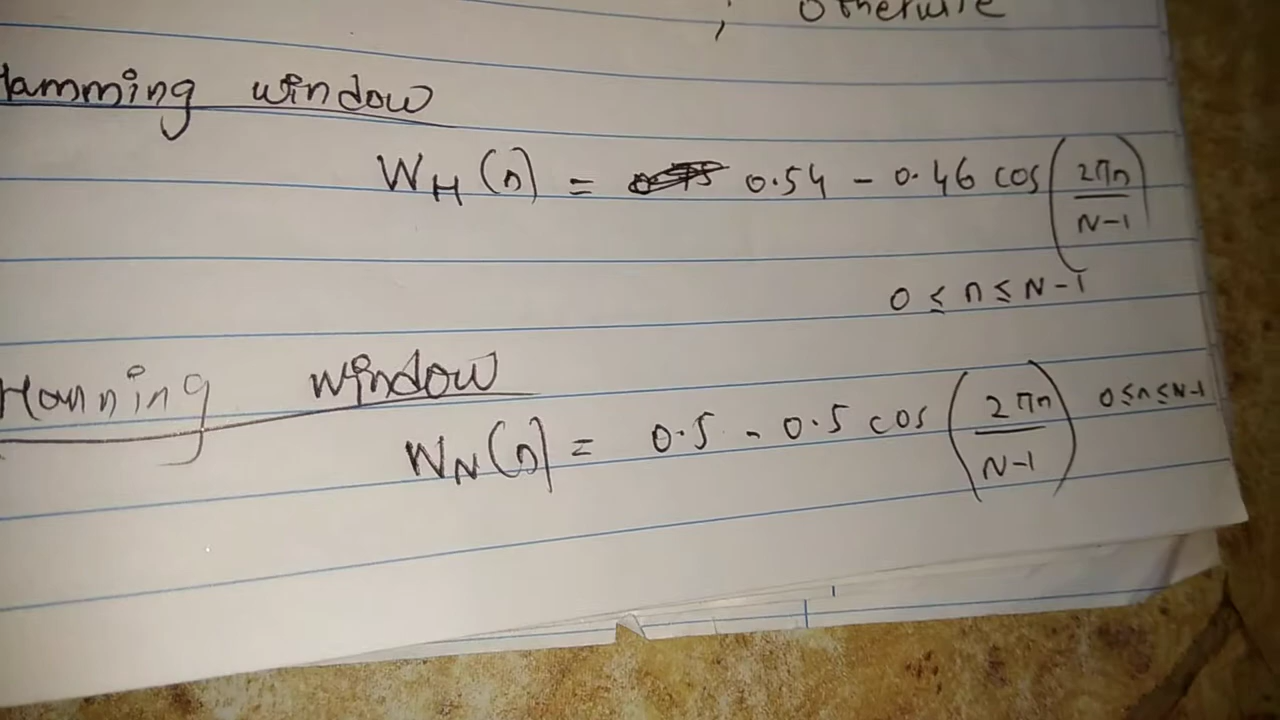 ; Otherwise
Hamming window
W_H(n) = 0.54 - 0.46 cos(2πn/N-1)
0 ≤ n ≤ N-1
Hanning window
W_N(n) = 0.5 - 0.5 cos(2πn/N-1) 0≤n≤N-1